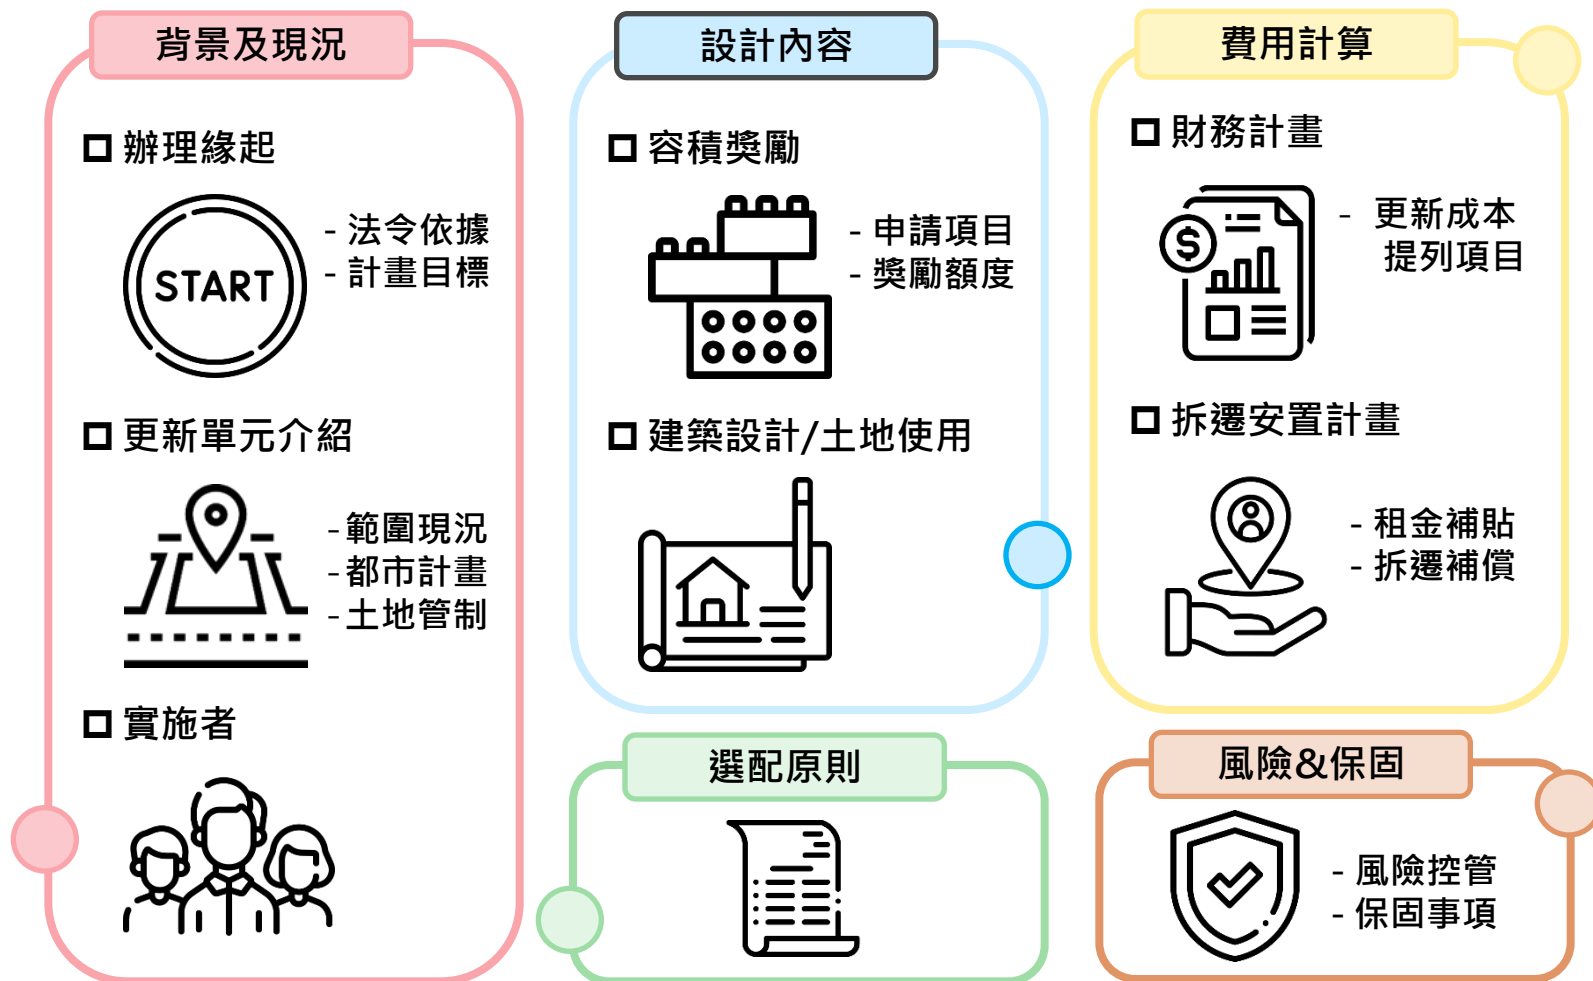 背景及現況
辦理緣起
START
- 法令依據
- 計畫目標
更新單元介紹
- 範圍現況
- 都市計畫
- 土地管制
實施者
設計內容
容積獎勵
- 申請項目
- 獎勵額度
建築設計/土地使用
選配原則
費用計算
財務計畫
$
- 更新成本
提列項目
拆遷安置計畫
- 租金補貼
- 拆遷補償
風險&保固
- 風險控管
- 保固事項